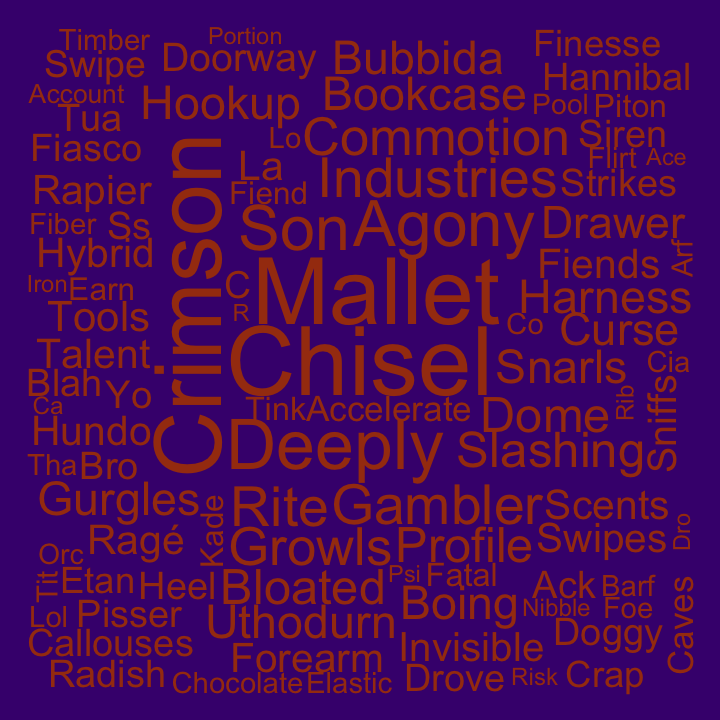 Portion
Timber
Swipe
Doorway
Bubbida
Finesse
Hannibal
Account
Tua
Hookup
Bookcase
Pool
Piton
Fiasco
Lo
Commotion
Siren
Flirt
Ace
La
Industries
Strikes
Rapier
Fiend
Fiber
Ss
Son
Agony
Drawer
Hybrid
Crimson
Fiends
Arf
Iron
Earn
C
Mallet
Harness
Tools
R
Co
Curse
Talent
Chisel
Snarls
Cia
Blah
Yo
Ca
Tink
Accelerate
Dome
Rib
Sniffs
Hundo
Deeply
Slashing
Tha
Bro
Gurgles
Kade
Rite
Gambler
Scents
Ragé
Growls
Profile
Swipes
Dro
Orc
Tit
Etan
Heel
Bloated
Psi
Fatal
Ack
Barf
Caves
Lol
Pisser
Uthodurn
Boing
Nibble
Foe
Callouses
Forearm
Invisible
Doggy
Radish
Chocolate
Elastic
Drove
Risk
Crap